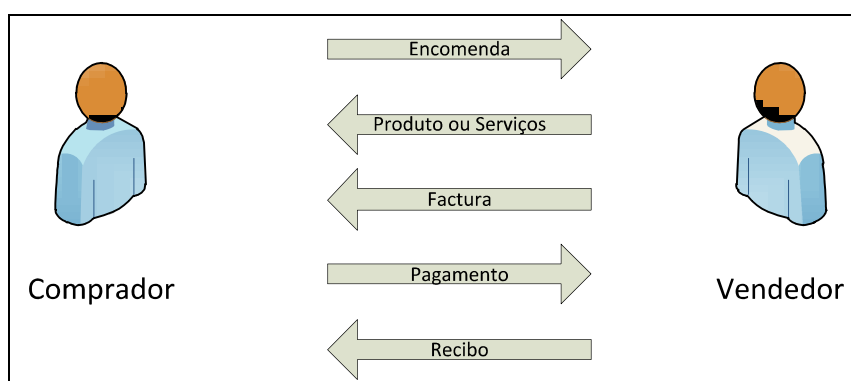 Encomenda
Produto ou Serviços
Factura
Pagamento
Recibo
Comprador
Vendedor